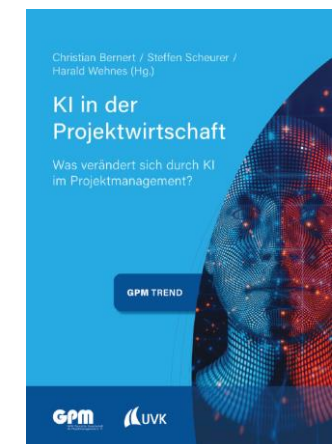 Christian Bernert / Steffen Scheurer /
Harald Wehnes (Hg.)
KI in der
Projektwirtschaft
Was verändert sich durch KI
im Projektmanagement?
GPM TREND
GPM
UVK